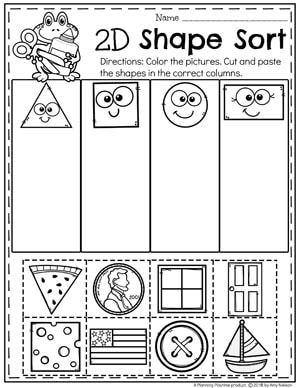 Name
2D Shape Sort
Directions: Color the pictures. Cut and paste
the shapes in the correct columns.
A Planning Playtime product. © 2018 by Amy Nielson